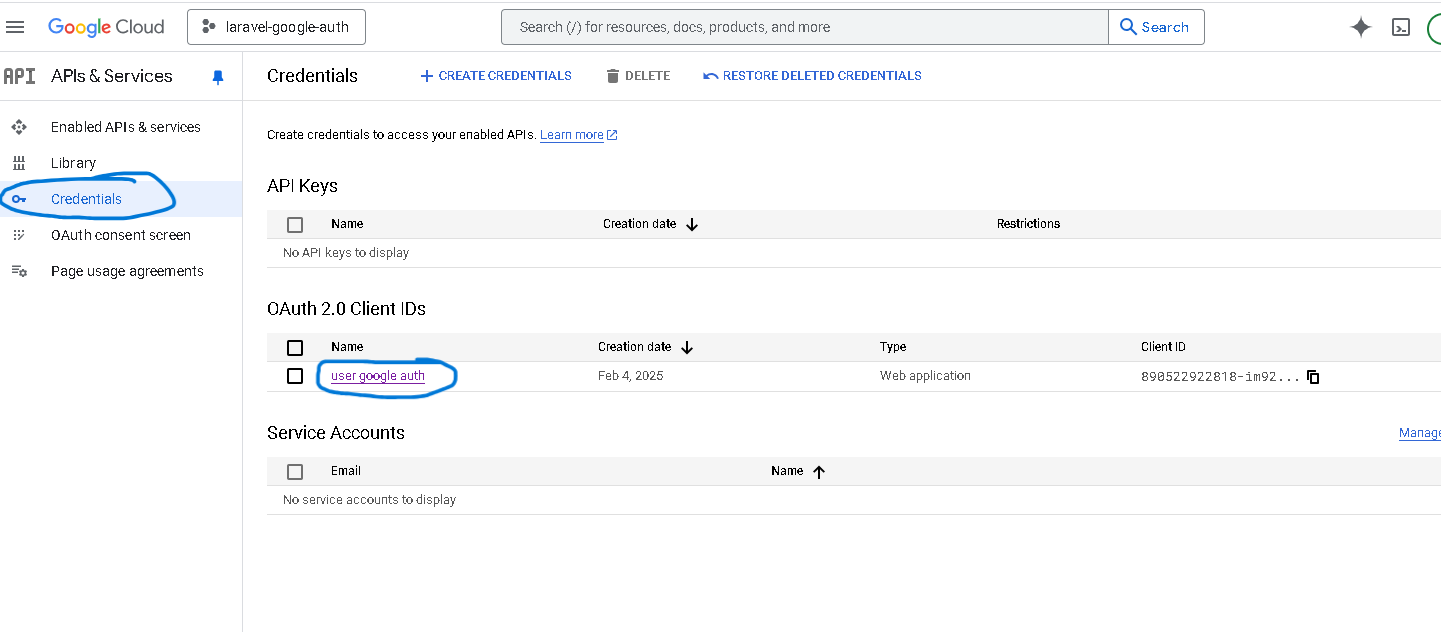 Google Cloud laravel-google-auth Search (/) for resources, docs, products, and more Search
API APIs & Services
Credentials CREATE CREDENTIALS DELETE RESTORE DELETED CREDENTIALS
Enabled APIs & services
Library
Credentials
OAuth consent screen
Page usage agreements
Create credentials to access your enabled APIs. Learn more
API Keys
Name Creation date Restrictions
No API keys to display
OAuth 2.0 Client IDs
Name Creation date Type Client ID
user google auth Feb 4, 2025 Web application 890522922818-im92...
Service Accounts Manage
Email Name
No service accounts to display